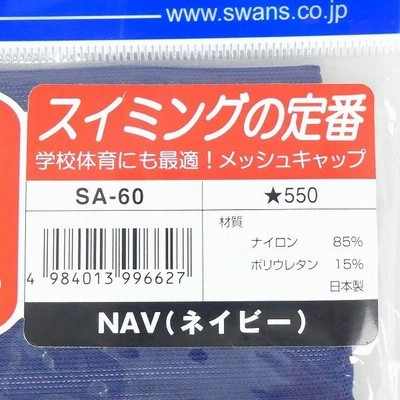 www.swans.co.jp
スイミングの定番
学校体育にも最適！メッシュキャップ
SA-60 ★550
材質
ナイロン 85%
ポリウレタン 15%
日本製
4 984013 996627
NAV(ネイビー)